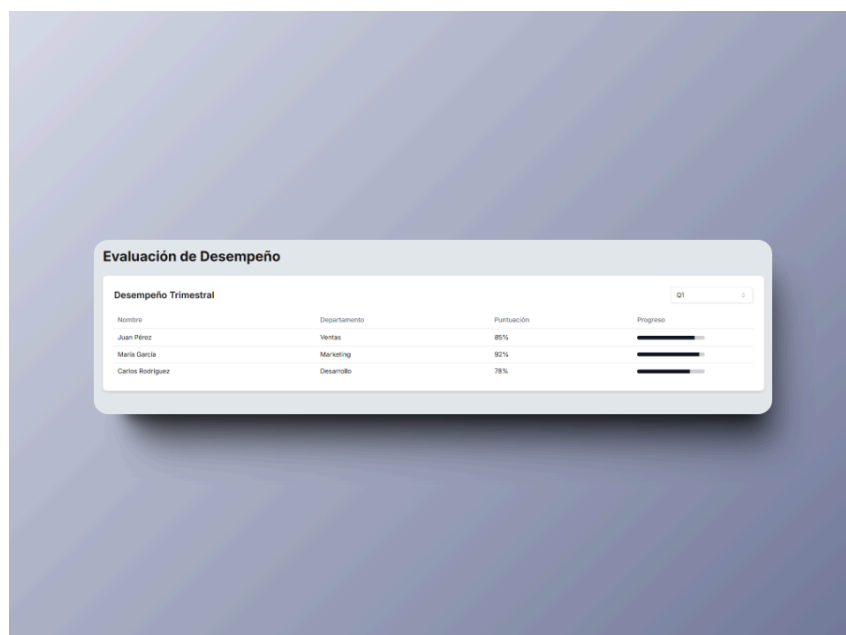 Evaluación de Desempeño
Desempeño Trimestral Q1
Nombre Departamento Puntuación Progreso
Juan Pérez Ventas 85%
María García Marketing 92%
Carlos Rodríguez Desarrollo 78%